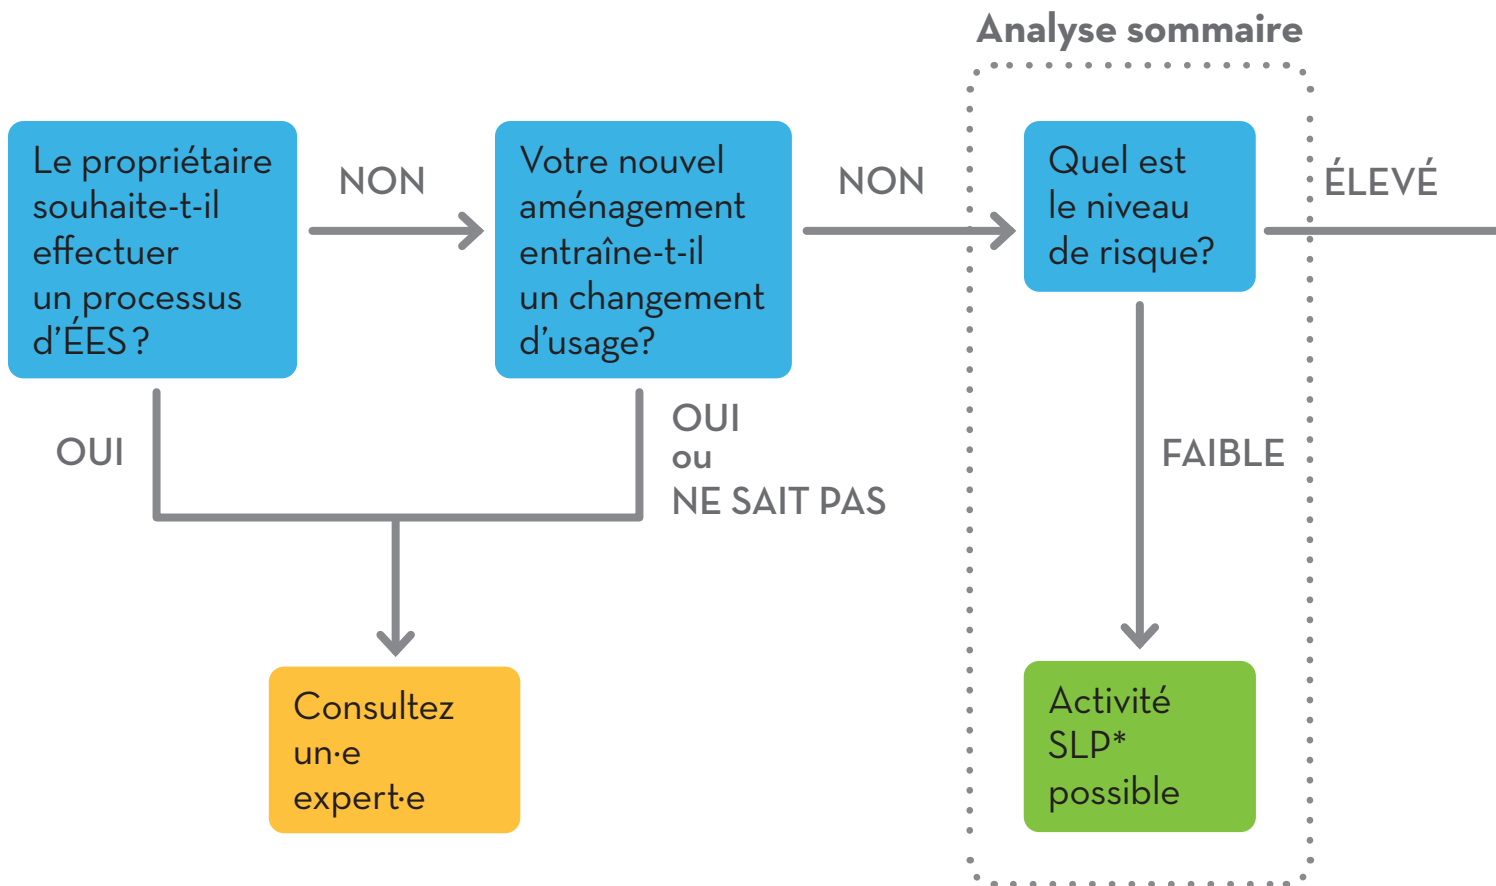 Analyse sommaire
Le propriétaire
souhaite-t-il
effectuer
un processus
d'ÉES ?
NON
Votre nouvel
aménagement
entraîne-t-il
un changement
d'usage?
NON
Quel est
le niveau
de risque?
ÉLEVÉ
OUI
OUI
ou
NE SAIT PAS
FAIBLE
Consultez
un·e
expert·e
Activité
SLP*
possible